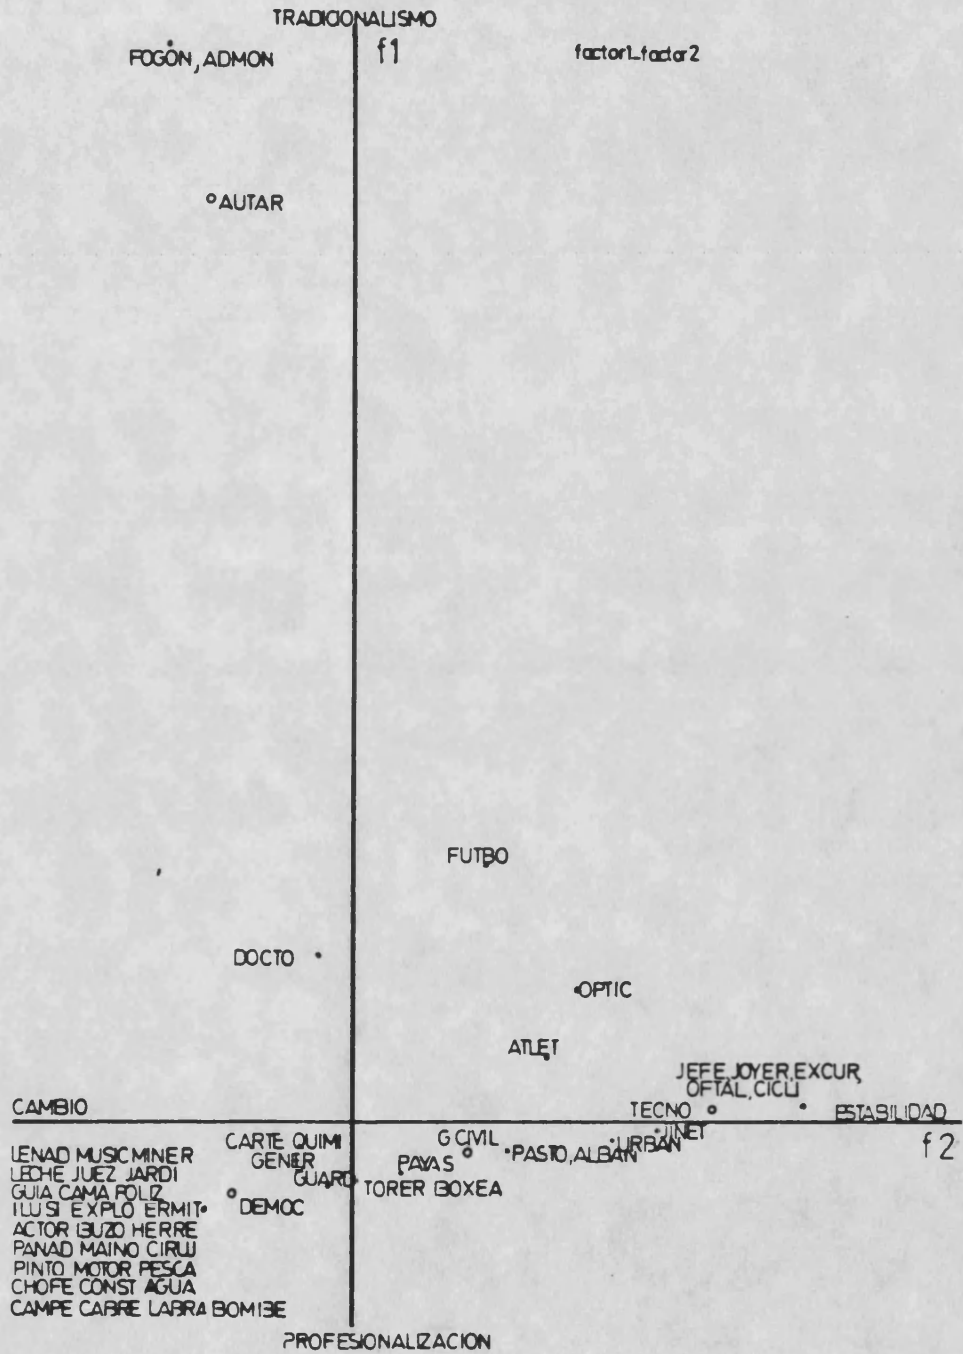 TRADICIONALISMO
FOGON, ADMON
f1
factor1_factor2
AUTAR
FUTBO
DOCTO
OPTIC
ATLET
JEFE, JOYER, EXCUR,
OFTAL, CICLI
CAMBIO
TECNO
ESTABILIDAD
f2
JINET
URBAN
PASTO, ALBAN
G CIVIL
PAYAS
TORER BOXEA
CARTE QUIMI
GENER
GUARD
DEMOC
LENAD MUSIC MINER
LECHE JUEZ JARDI
GUIA CAMA POLIZ
ILUSI EXPLO ERMIT
ACTOR BUZO HERRE
PANAD MAINO CIRUJ
PINTO MOTOR PESCA
CHOFE CONST AGUA
CAMPE CABRE LABRA BOMBE
PROFESIONALIZACION